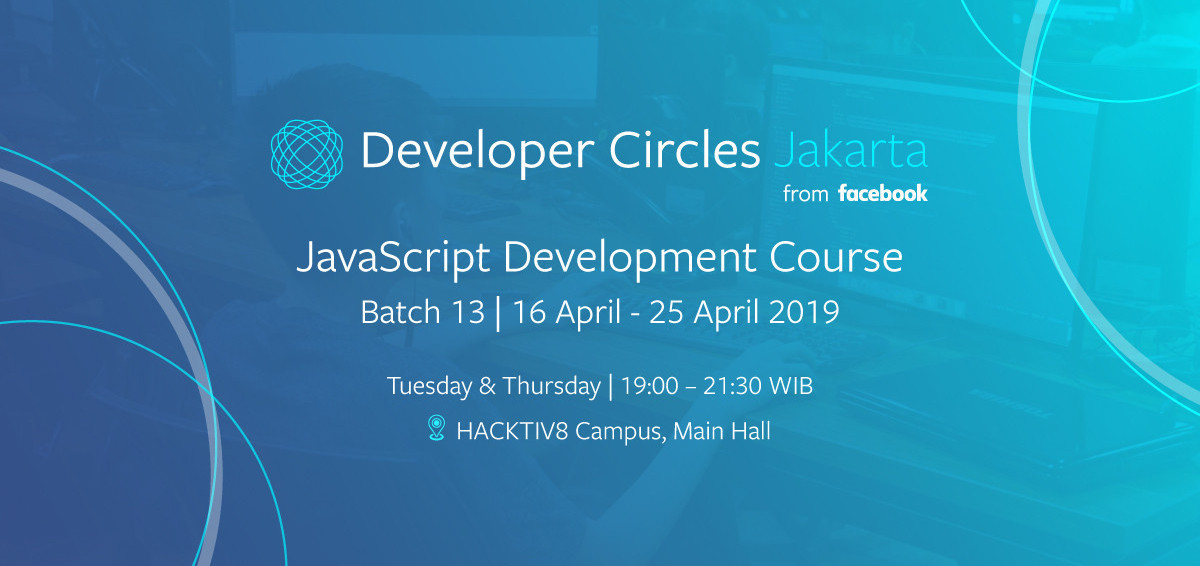 Developer Circles Jakarta
from facebook
JavaScript Development Course
Batch 13 | 16 April - 25 April 2019
Tuesday & Thursday | 19:00 – 21:30 WIB
HACKTIV8 Campus, Main Hall